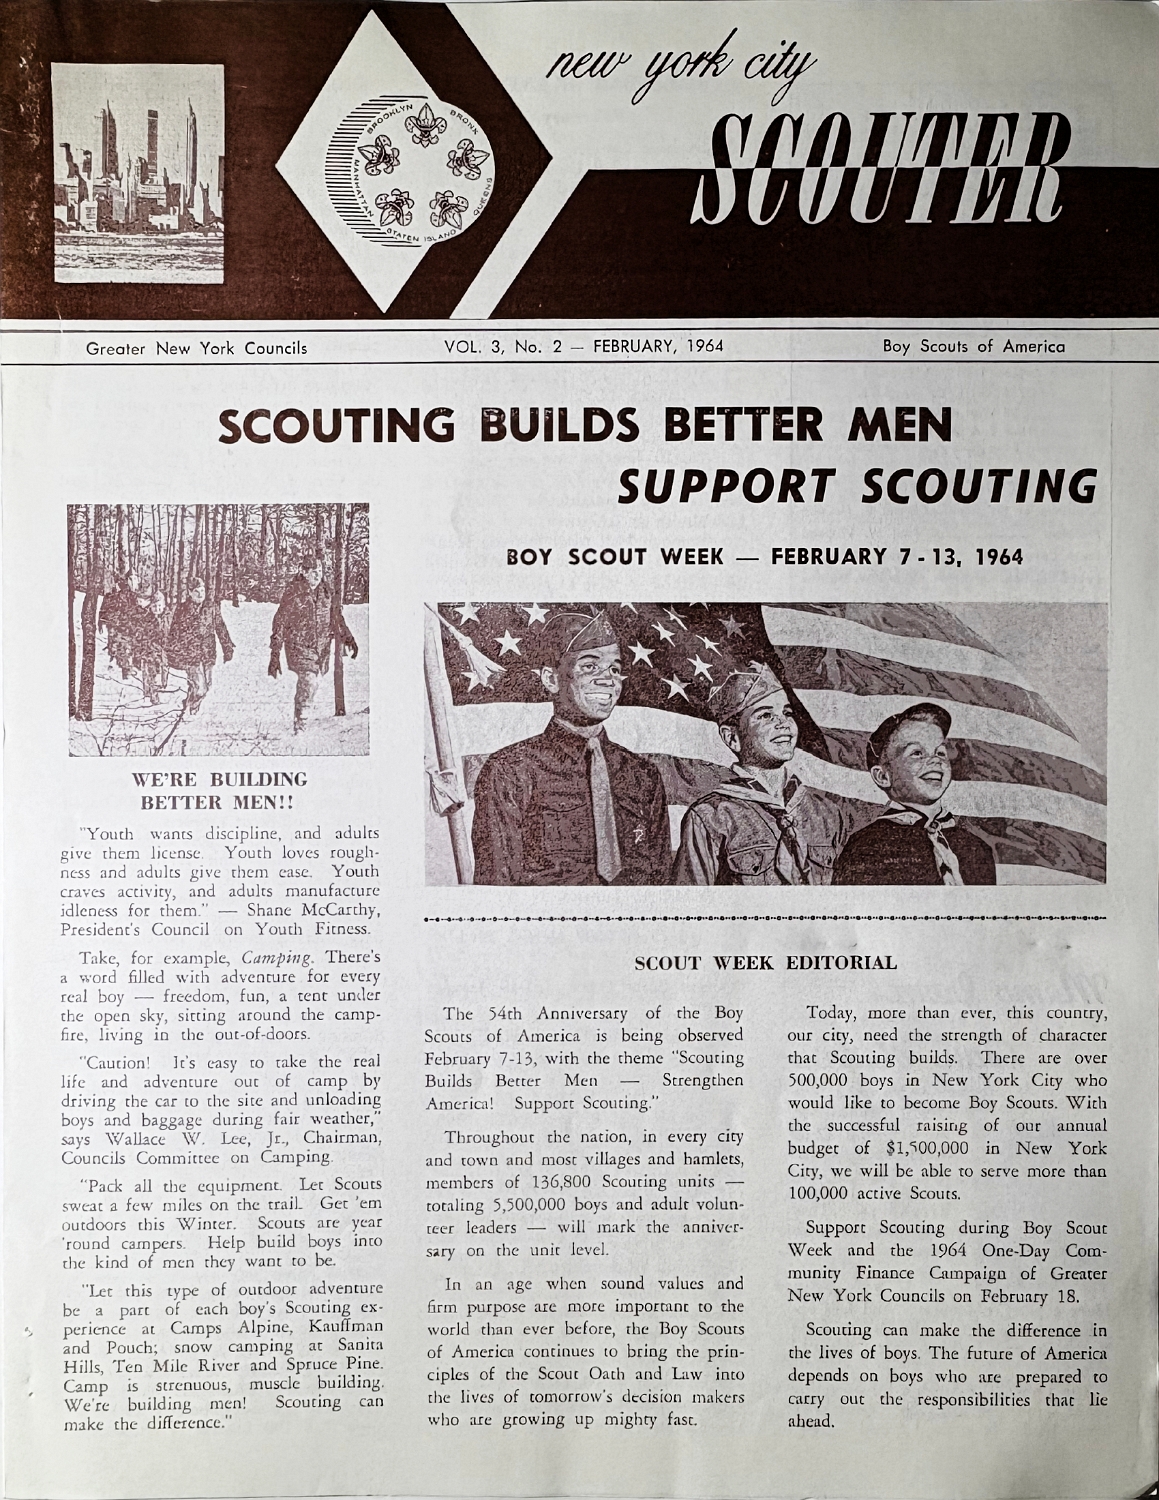 new york city
SCOUTER
BROOKLYN
BRONX
MANHATTAN
QUEENS
STATEN ISLAND
Greater New York Councils
VOL. 3, No. 2 — FEBRUARY, 1964
Boy Scouts of America
SCOUTING BUILDS BETTER MEN
SUPPORT SCOUTING
BOY SCOUT WEEK — FEBRUARY 7-13, 1964
WE'RE BUILDING
BETTER MEN!!
"Youth wants discipline, and adults
give them license. Youth loves rough-
ness and adults give them ease. Youth
craves activity, and adults manufacture
idleness for them." — Shane McCarthy,
President's Council on Youth Fitness.
Take, for example, Camping. There's
a word filled with adventure for every
real boy — freedom, fun, a tent under
the open sky, sitting around the camp-
fire, living in the out-of-doors.
"Caution! It's easy to take the real
life and adventure out of camp by
driving the car to the site and unloading
boys and baggage during fair weather,"
says Wallace W. Lee, Jr., Chairman,
Councils Committee on Camping.
"Pack all the equipment. Let Scouts
sweat a few miles on the trail. Get 'em
outdoors this Winter. Scouts are year
'round campers. Help build boys into
the kind of men they want to be.
"Let this type of outdoor adventure
be a part of each boy's Scouting ex-
perience at Camps Alpine, Kauffman
and Pouch; snow camping at Sanita
Hills, Ten Mile River and Spruce Pine.
Camp is strenuous, muscle building.
We're building men! Scouting can
make the difference."
SCOUT WEEK EDITORIAL
The 54th Anniversary of the Boy
Scouts of America is being observed
February 7-13, with the theme "Scouting
Builds Better Men — Strengthen
America! Support Scouting."
Throughout the nation, in every city
and town and most villages and hamlets,
members of 136,800 Scouting units —
totaling 5,500,000 boys and adult volun-
teer leaders — will mark the anniver-
sary on the unit level.
In an age when sound values and
firm purpose are more important to the
world than ever before, the Boy Scouts
of America continues to bring the prin-
ciples of the Scout Oath and Law into
the lives of tomorrow's decision makers
who are growing up mighty fast.
Today, more than ever, this country,
our city, need the strength of character
that Scouting builds. There are over
500,000 boys in New York City who
would like to become Boy Scouts. With
the successful raising of our annual
budget of $1,500,000 in New York
City, we will be able to serve more than
100,000 active Scouts.
Support Scouting during Boy Scout
Week and the 1964 One-Day Com-
munity Finance Campaign of Greater
New York Councils on February 18.
Scouting can make the difference in
the lives of boys. The future of America
depends on boys who are prepared to
carry out the responsibilities that lie
ahead.